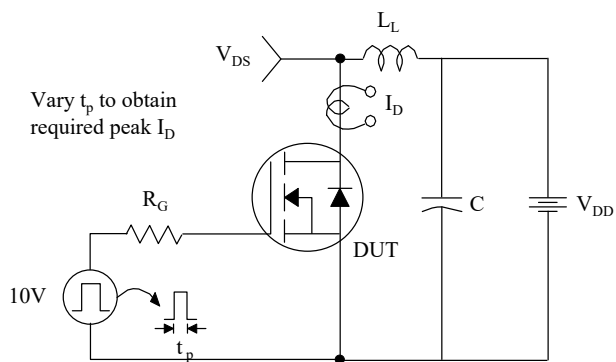 L_L
V_DS
Vary t_p to obtain
required peak I_D
I_D
R_G
C
V_DD
DUT
10V
t_p